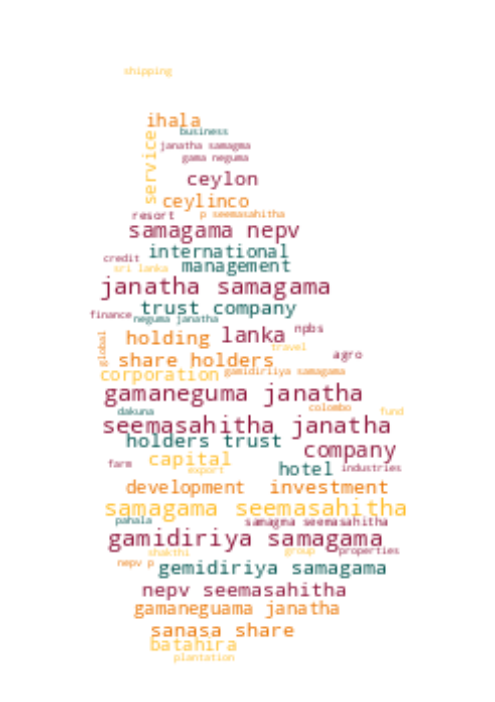 shipping
ihala
business
service
janatha samagma
gama neguma
ceylon
ceylinco
resort
p seemasahitha
samagama nepv
international
credit
management
sri lanka
janatha samagama
trust company
finance
neguma janatha
npbs
lanka
holding
global
travel
agro
share holders
gamidiriiya samagama
corporation
gamaneguma janatha
colombo
dakuna
fund
seemasahitha janatha
holders trust
company
capital
farm
hotel
industries
export
development
investment
samagama seemasahitha
pahala
samagma seemasahitha
gamidiriya samagama
shakthi
group
properties
nepv p
gemidiriya samagama
nepv seemasahitha
gamaneguama janatha
sanasa share
batahira
plantation